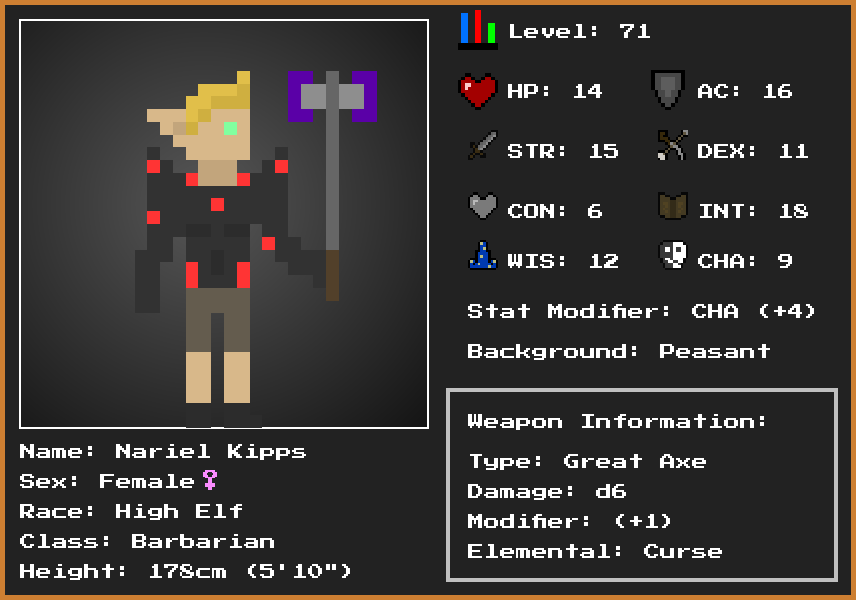 Level: 71
HP: 14 AC: 16
STR: 15 DEX: 11
CON: 6 INT: 18
WIS: 12 CHA: 9
Stat Modifier: CHA (+4)
Background: Peasant
Weapon Information:
Type: Great Axe
Damage: d6
Modifier: (+1)
Elemental: Curse
Name: Nariel Kipps
Sex: Female♀
Race: High Elf
Class: Barbarian
Height: 178cm (5'10")